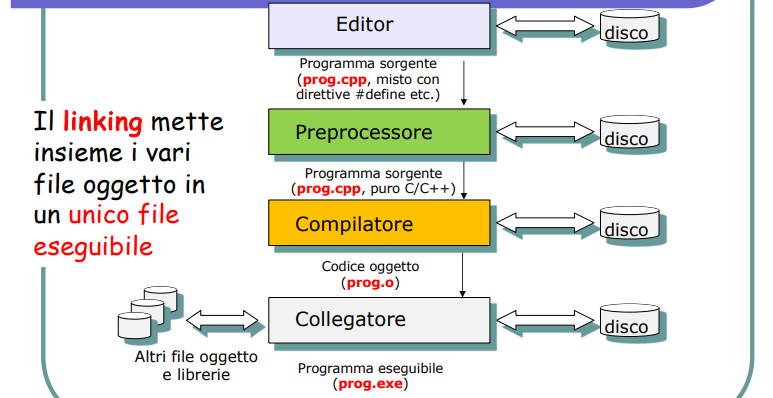 Editor
disco
Programma sorgente
(prog.cpp, misto con
direttive #define etc.)
Il linking mette
insieme i vari
file oggetto in
un unico file
eseguibile
Preprocessore
disco
Programma sorgente
(prog.cpp, puro C/C++)
Compilatore
disco
Codice oggetto
(prog.o)
Collegatore
disco
Altri file oggetto
e librerie
Programma eseguibile
(prog.exe)